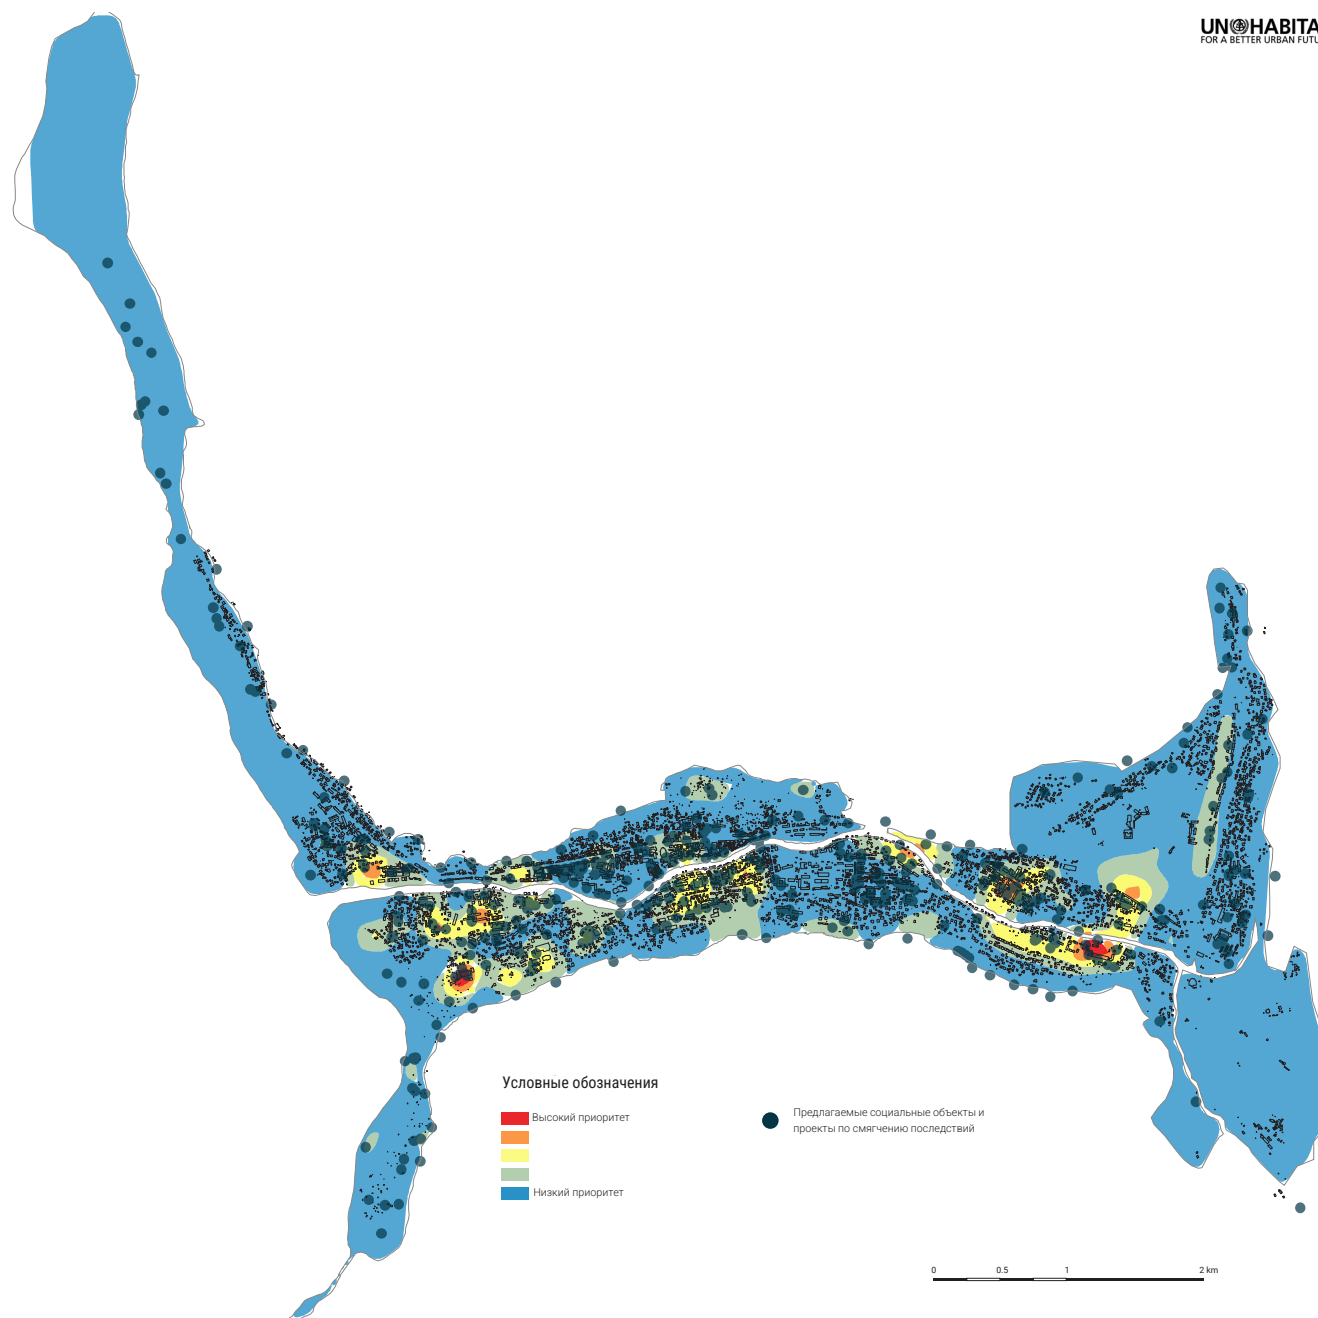 UN HABITA
FOR A BETTER URBAN FUTU
Условные обозначения
Высокий приоритет
Низкий приоритет
Предлагаемые социальные объекты и
проекты по смягчению последствий
0 0.5 1 2 km